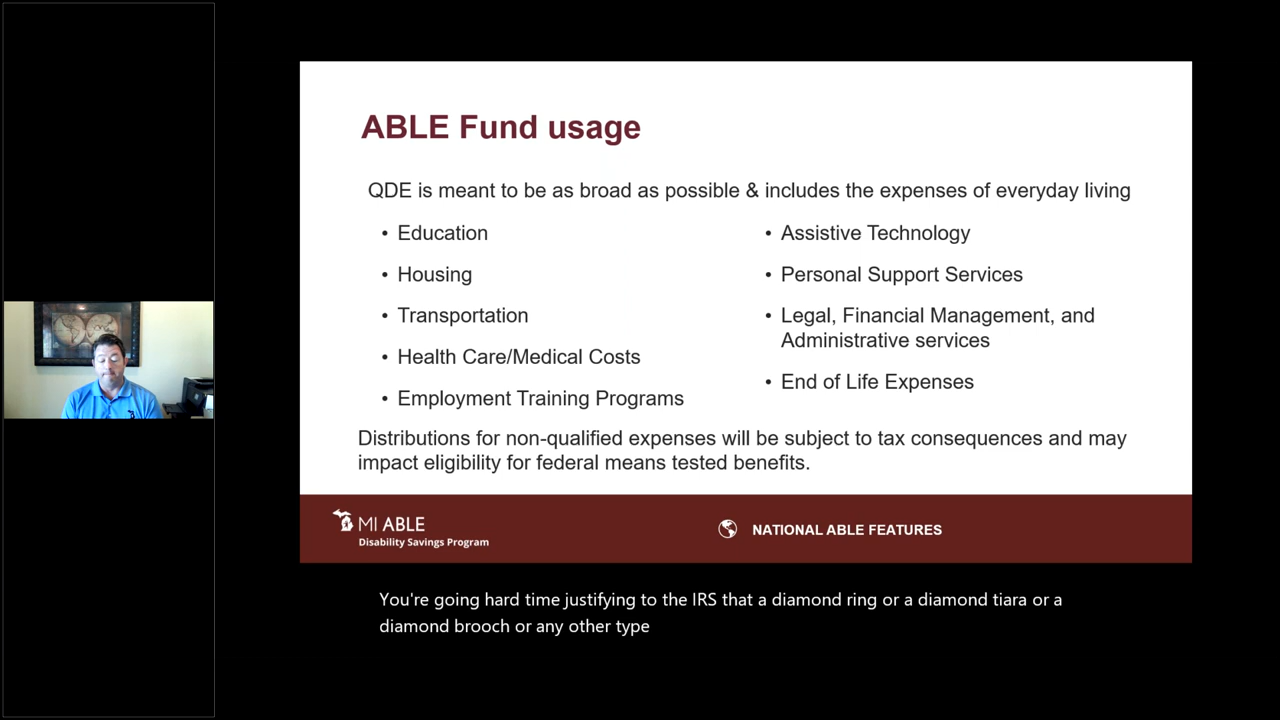 ABLE Fund usage
QDE is meant to be as broad as possible & includes the expenses of everyday living
• Education
• Housing
• Transportation
• Health Care/Medical Costs
• Employment Training Programs
• Assistive Technology
• Personal Support Services
• Legal, Financial Management, and
Administrative services
• End of Life Expenses
Distributions for non-qualified expenses will be subject to tax consequences and may
impact eligibility for federal means tested benefits.
MI ABLE
Disability Savings Program
NATIONAL ABLE FEATURES
You're going hard time justifying to the IRS that a diamond ring or a diamond tiara or a
diamond brooch or any other type